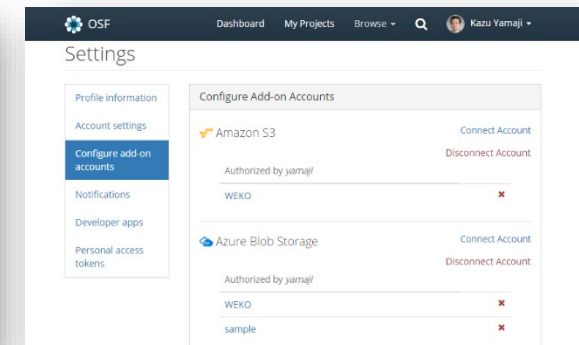 OSF Dashboard My Projects Browse Kazu Yamaji
Settings
Profile information
Account settings
Configure add-on
accounts
Notifications
Developer apps
Personal access
tokens
Configure Add-on Accounts
Amazon S3 Connect Account
Disconnect Account
Authorized by yamaji
WEKO
Azure Blob Storage Connect Account
Disconnect Account
Authorized by yamaji
WEKO
sample